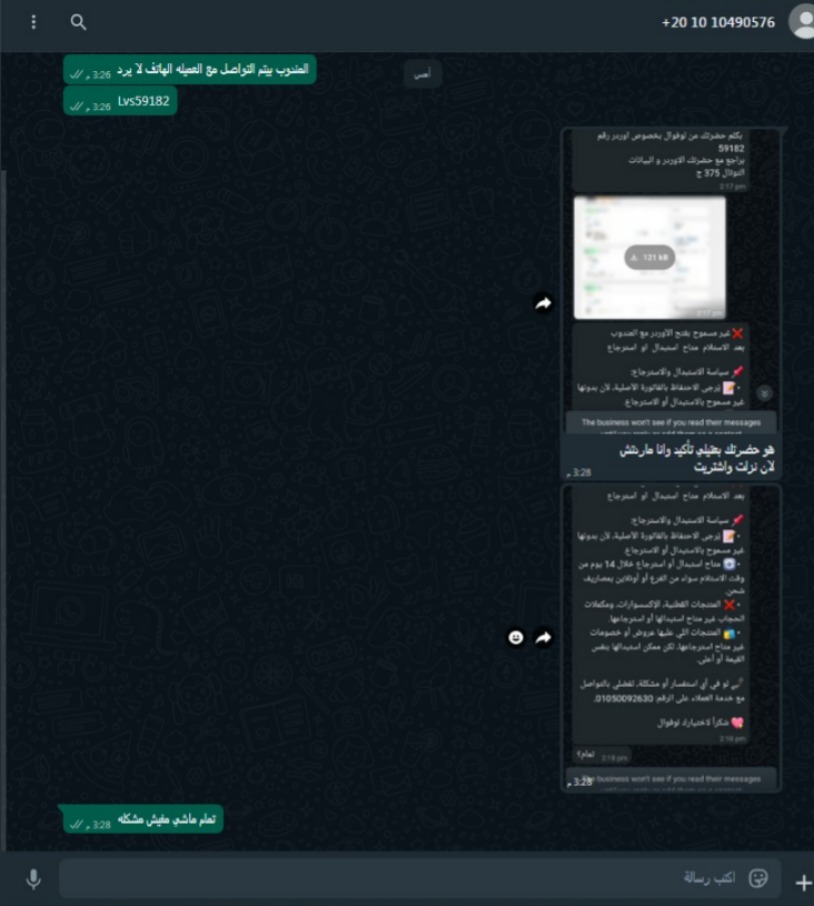 +20 10 10490576
أمس
المندوب بيتم التواصل مع العميله الهاتف لا يرد
3:26 م
Lvs59182
3:26 م
بكلم حضرتك من لوفوال بخصوص اوردر رقم
59182
براجع مع حضرتك الاوردر و البيانات
التوتال 375 ج
2:17 pm
121 kB
2:17 pm
❌ غير مسموح بفتح الأوردر مع المندوب
بعد الاستلام متاح استبدال او استرجاع
📌 سياسة الاستبدال والاسترجاع:
• 📝 يُرجى الاحتفاظ بالفاتورة الأصلية، لأن بدونها
غير مسموح بالاستبدال أو الاسترجاع.
The business won't see if you read their messages
هو حضرتك بعتيلي تأكيد وانا ماردتش
لان نزلت واشتريت
3:28 م
بعد الاستلام متاح استبدال او استرجاع
📌 سياسة الاستبدال والاسترجاع:
• 📝 يُرجى الاحتفاظ بالفاتورة الأصلية، لأن بدونها
غير مسموح بالاستبدال أو الاسترجاع.
• متاح استبدال أو استرجاع خلال 14 يوم من
وقت الاستلام سواء من الفرع أو أونلاين بمصاريف
شحن.
• ❌ المنتجات القطنية، الإكسسوارات، ومكملات
الحجاب غير متاح استبدالها أو استرجاعها.
• 🛍 المنتجات اللي عليها عروض أو خصومات
غير متاح استرجاعها، لكن ممكن استبدالها بنفس
القيمة أو أعلى.
لو في أي استفسار أو مشكلة، تفضلي بالتواصل
مع خدمة العملاء على الرقم: 01050092630.
💖 شكراً لاختيارك لوفوال
2:18 pm
تمام؟
2:18 pm
business won't see if you read their messages
3:28 م
تمام ماشي مفيش مشكله
3:28 م
اكتب رسالة